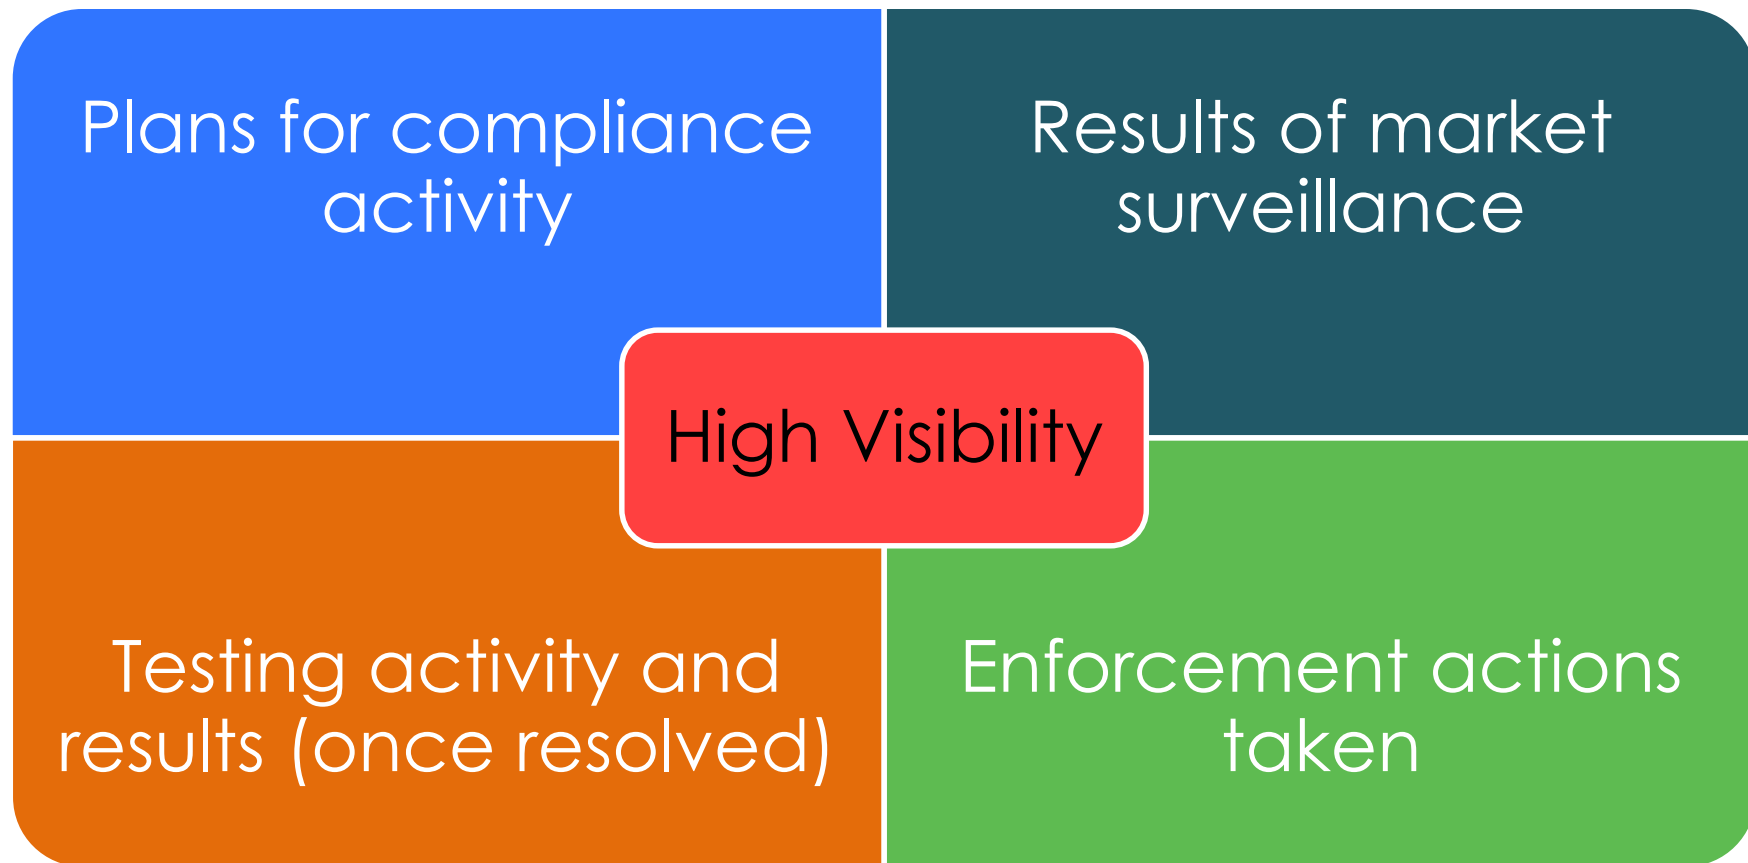 Plans for compliance
activity
Results of market
surveillance
High Visibility
Testing activity and
results (once resolved)
Enforcement actions
taken